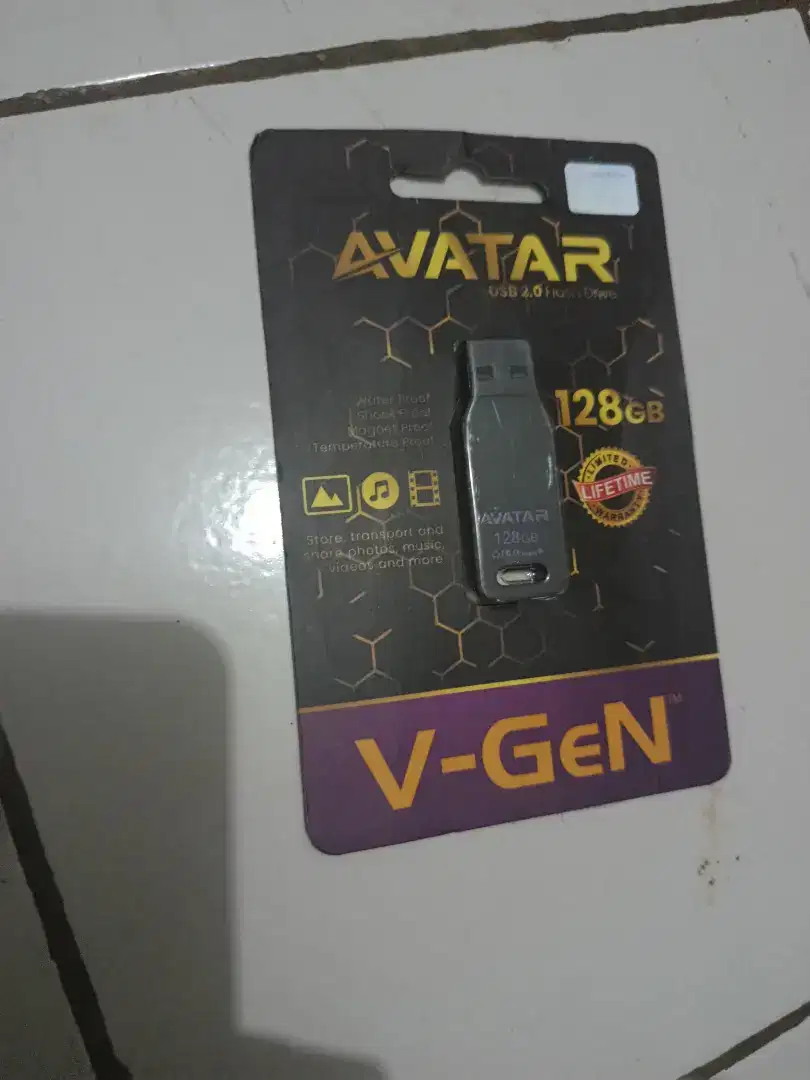 AVATAR
USB 2.0 Flash Drive
Water Proof
Shock Proof
Magnet Proof
Temperature Proof
128GB
LIMITED
LIFETIME
WARRANTY
Store, transport and
share photos, music,
videos and more
AVATAR
128GB
V-GeN™